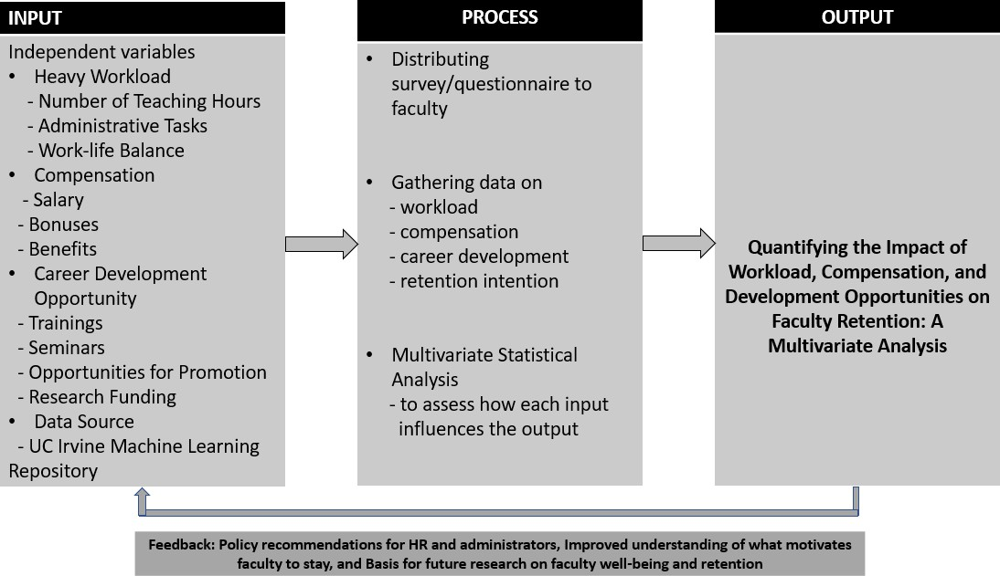 INPUT
Independent variables
• Heavy Workload
- Number of Teaching Hours
- Administrative Tasks
- Work-life Balance
• Compensation
- Salary
- Bonuses
- Benefits
• Career Development
Opportunity
- Trainings
- Seminars
- Opportunities for Promotion
- Research Funding
• Data Source
- UC Irvine Machine Learning
Repository
PROCESS
• Distributing
survey/questionnaire to
faculty
• Gathering data on
- workload
- compensation
- career development
- retention intention
• Multivariate Statistical
Analysis
- to assess how each input
influences the output
OUTPUT
Quantifying the Impact of
Workload, Compensation, and
Development Opportunities on
Faculty Retention: A
Multivariate Analysis
Feedback: Policy recommendations for HR and administrators, Improved understanding of what motivates
faculty to stay, and Basis for future research on faculty well-being and retention